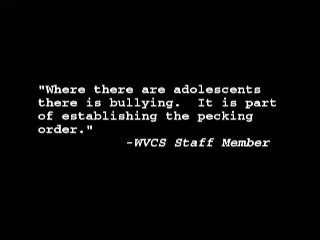 "Where there are adolescents
there is bullying.  It is part
of establishing the pecking
order."
-WVCS Staff Member